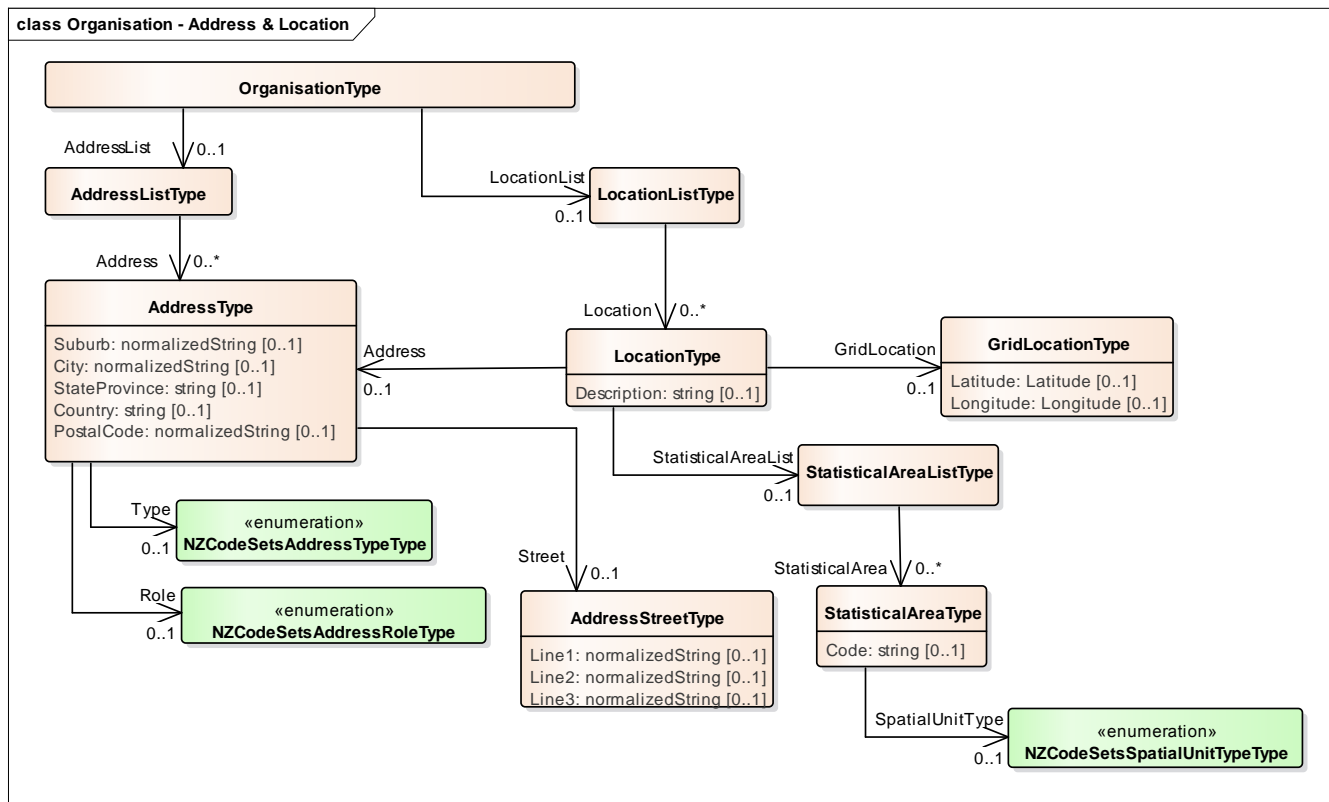 class Organisation - Address & Location
OrganisationType
AddressList
0..1
AddressListType
LocationList
0..1
LocationListType
Address
0..*
AddressType
Suburb: normalizedString [0..1]
City: normalizedString [0..1]
StateProvince: string [0..1]
Country: string [0..1]
PostalCode: normalizedString [0..1]
Location
0..*
LocationType
Description: string [0..1]
Address
0..1
GridLocation
0..1
GridLocationType
Latitude: Latitude [0..1]
Longitude: Longitude [0..1]
StatisticalAreaList
0..1
StatisticalAreaListType
Type
0..1
«enumeration»
NZCodeSetsAddressTypeType
Role
0..1
«enumeration»
NZCodeSetsAddressRoleType
Street
0..1
AddressStreetType
Line1: normalizedString [0..1]
Line2: normalizedString [0..1]
Line3: normalizedString [0..1]
StatisticalArea
0..*
StatisticalAreaType
Code: string [0..1]
SpatialUnitType
0..1
«enumeration»
NZCodeSetsSpatialUnitTypeType